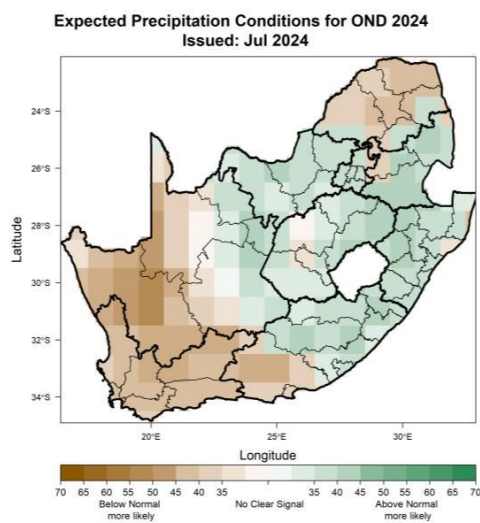 Expected Precipitation Conditions for OND 2024
Issued: Jul 2024
24°S
26°S
28°S
30°S
32°S
34°S
Latitude
20°E 25°E 30°E
Longitude
70 65 60 55 50 45 40 35 35 40 45 50 55 60 65 70
Below Normal No Clear Signal Above Normal
more likely more likely